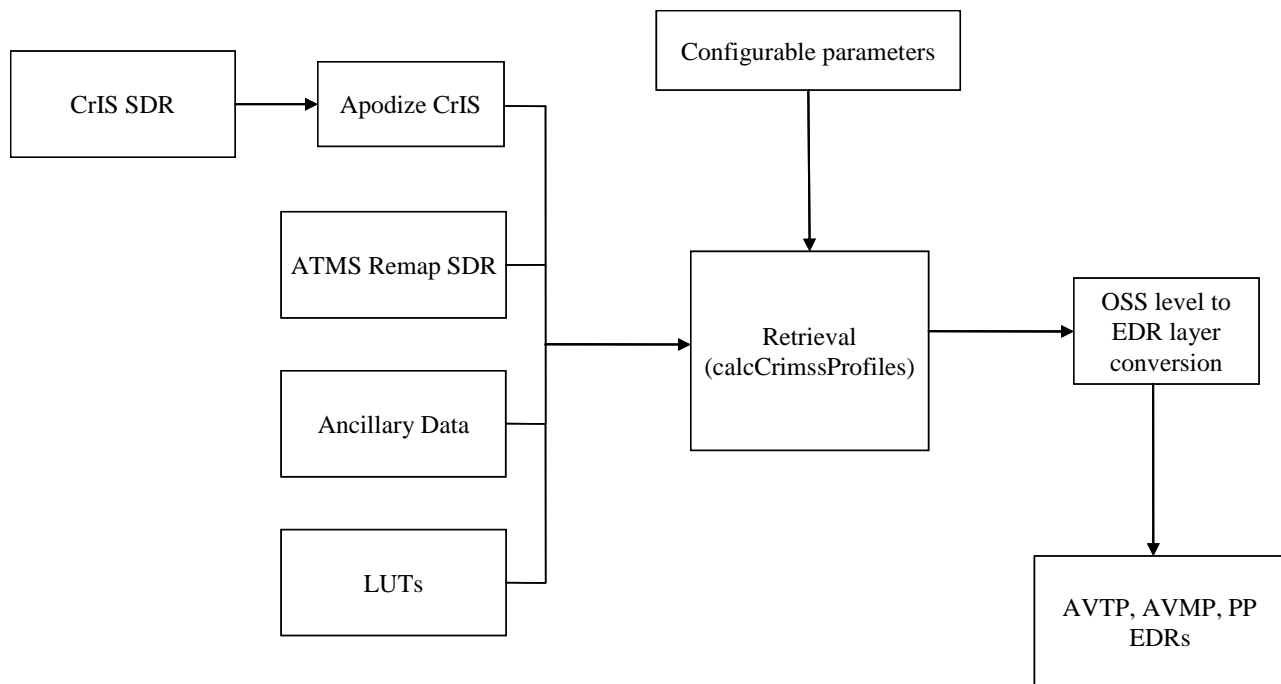 Configurable parameters
CrIS SDR
Apodize CrIS
ATMS Remap SDR
Retrieval
(calcCrimssProfiles)
OSS level to
EDR layer
conversion
Ancillary Data
LUTs
AVTP, AVMP, PP
EDRs